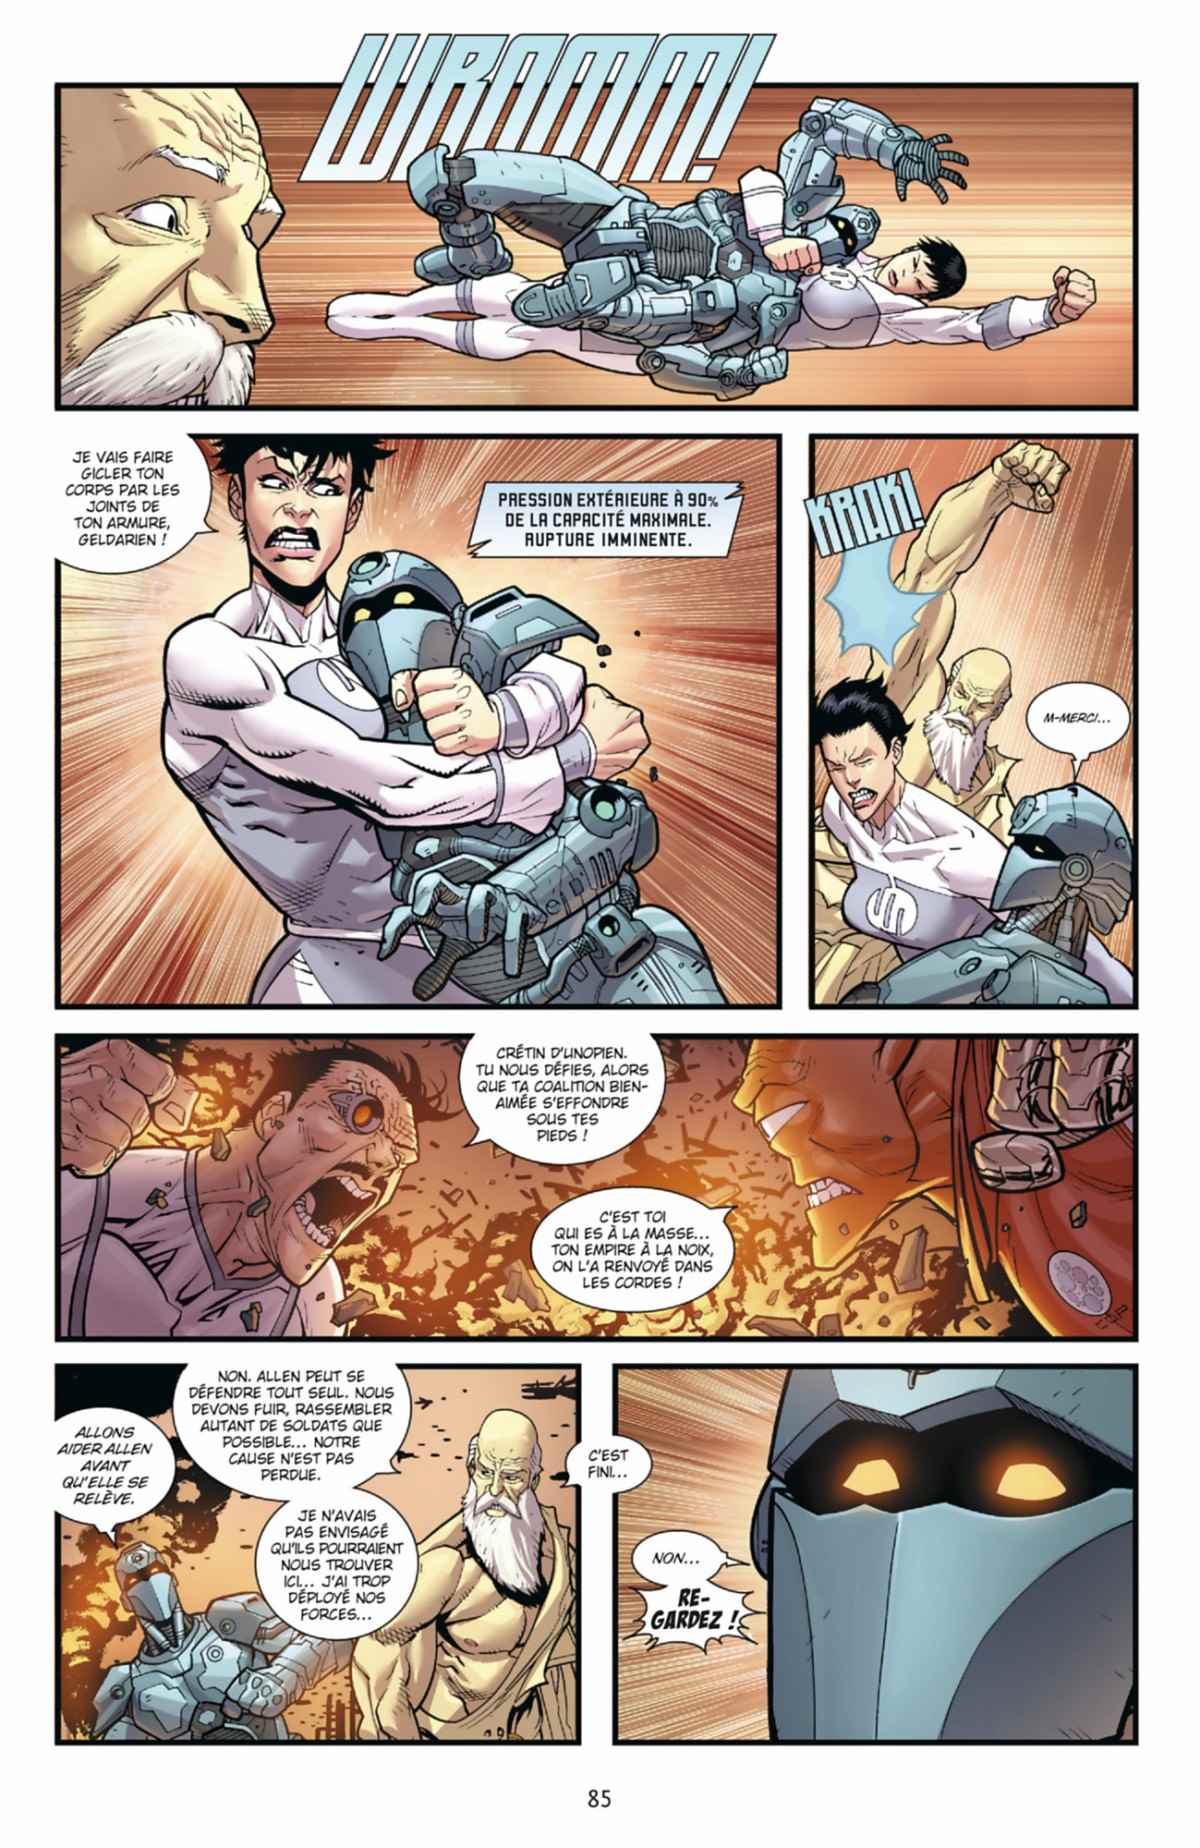 WROMM!
JE VAIS FAIRE
GICLER TON
CORPS PAR LES
JOINTS DE
TON ARMURE,
GELDARIEN !
PRESSION EXTÉRIEURE À 90%
DE LA CAPACITÉ MAXIMALE.
RUPTURE IMMINENTE.
KROK!
M-MERCI...
CRÉTIN D'UNOPIEN.
TU NOUS DÉFIES, ALORS
QUE TA COALITION BIEN-
AIMÉE S'EFFONDRE
SOUS TES
PIEDS !
C'EST TOI
QUI ES À LA MASSE...
TON EMPIRE À LA NOIX,
ON L'A RENVOYÉ DANS
LES CORDES !
ALLONS
AIDER ALLEN
AVANT
QU'ELLE SE
RELÈVE.
NON. ALLEN PEUT SE
DÉFENDRE TOUT SEUL. NOUS
DEVONS FUIR, RASSEMBLER
AUTANT DE SOLDATS QUE
POSSIBLE... NOTRE
CAUSE N'EST PAS
PERDUE.
JE N'AVAIS
PAS ENVISAGÉ
QU'ILS POURRAIENT
NOUS TROUVER
ICI... J'AI TROP
DÉPLOYÉ NOS
FORCES...
C'EST
FINI...
NON...
RE-
GARDEZ !
85